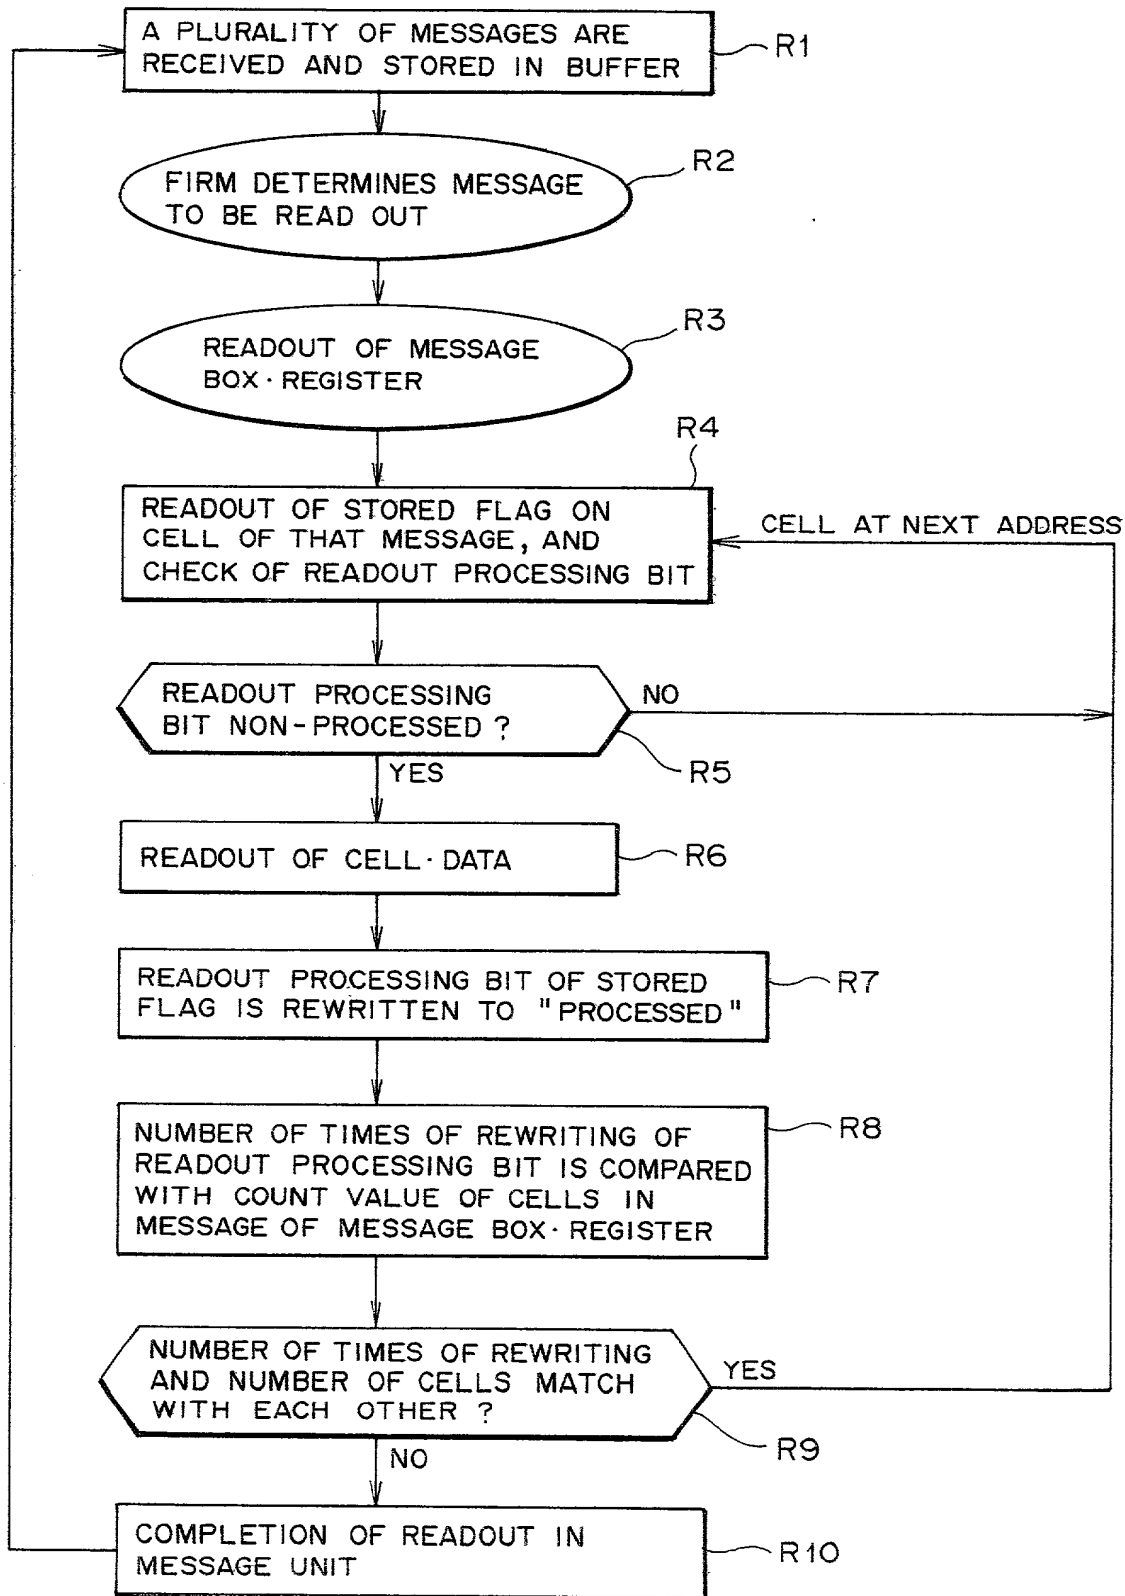 A PLURALITY OF MESSAGES ARE
RECEIVED AND STORED IN BUFFER
R1
FIRM DETERMINES MESSAGE
TO BE READ OUT
R2
READOUT OF MESSAGE
BOX·REGISTER
R3
R4
READOUT OF STORED FLAG ON
CELL OF THAT MESSAGE, AND
CHECK OF READOUT PROCESSING BIT
CELL AT NEXT ADDRESS
READOUT PROCESSING
BIT NON-PROCESSED ?
NO
R5
YES
READOUT OF CELL·DATA
R6
READOUT PROCESSING BIT OF STORED
FLAG IS REWRITTEN TO "PROCESSED"
R7
NUMBER OF TIMES OF REWRITING OF
READOUT PROCESSING BIT IS COMPARED
WITH COUNT VALUE OF CELLS IN
MESSAGE OF MESSAGE BOX·REGISTER
R8
NUMBER OF TIMES OF REWRITING
AND NUMBER OF CELLS MATCH
WITH EACH OTHER ?
YES
R9
NO
COMPLETION OF READOUT IN
MESSAGE UNIT
R10